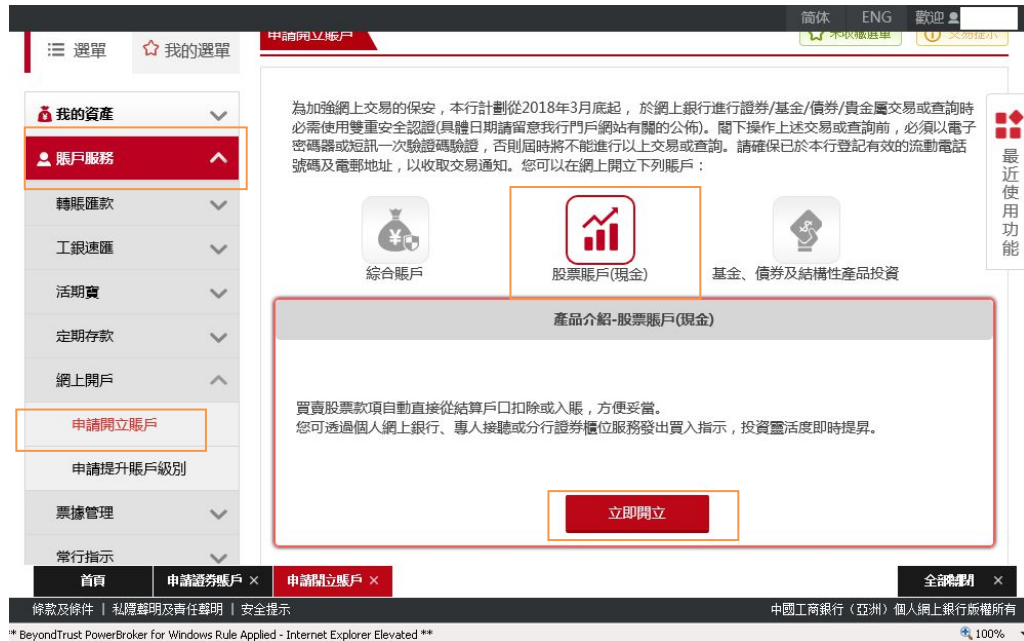 简体 ENG 歡迎
選單 我的選單
申請開立賬戶
未收藏選單 交易提示
我的資產
賬戶服務
轉賬匯款
工銀速匯
活期寶
定期存款
網上開戶
申請開立賬戶
申請提升賬戶級別
票據管理
常行指示
為加強網上交易的保安，本行計劃從2018年3月底起， 於網上銀行進行證券/基金/債券/貴金屬交易或查詢時
必需使用雙重安全認證(具體日期請留意我行門戶網站有關的公佈)。閣下操作上述交易或查詢前，必須以電子
密碼器或短訊一次驗證碼驗證，否則屆時將不能進行以上交易或查詢。請確保已於本行登記有效的流動電話
號碼及電郵地址，以收取交易通知。您可以在網上開立下列賬戶：
綜合賬戶
股票賬戶(現金)
基金、債券及結構性產品投資
產品介紹-股票賬戶(現金)
買賣股票款項自動直接從結算戶口扣除或入賬，方便妥當。
您可透過個人網上銀行、專人接聽或分行證券櫃位服務發出買入指示，投資靈活度即時提昇。
立即開立
最近使用功能
首頁 申請證券賬戶 × 申請開立賬戶 × 全部關閉 ×
條款及條件 | 私隱聲明及責任聲明 | 安全提示
中國工商銀行（亞洲）個人網上銀行版權所有
** BeyondTrust PowerBroker for Windows Rule Applied - Internet Explorer Elevated **
100%